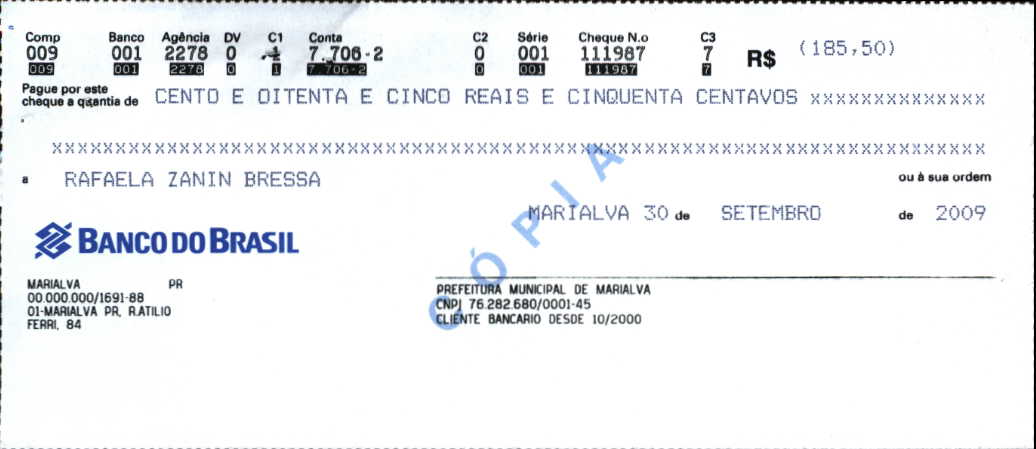 Comp Banco Agência DV C1 Conta C2 Série Cheque N.o C3
009 001 2278 0 1 7.706-2 0 001 111987 7 R$ (185,50)
009 001 2278 0 1 7.706-2 0 001 111987 7
Pague por este
cheque a quantia de CENTO E OITENTA E CINCO REAIS E CINQUENTA CENTAVOS XXXXXXXXXXXXXX
XXXXXXXXXXXXXXXXXXXXXXXXXXXXXXXXXXXXXXXXXXXXXXXXXXXXXXXXXXXXXXXXXXXXXXXXX
a RAFAELA ZANIN BRESSA ou à sua ordem
MARIALVA 30 de SETEMBRO de 2009
CÓPIA
BANCO DO BRASIL
MARIALVA PR
00.000.000/1691-88
01-MARIALVA PR, R.ATILIO
FERRI, 84
PREFEITURA MUNICIPAL DE MARIALVA
CNPJ 76.282.680/0001-45
CLIENTE BANCARIO DESDE 10/2000